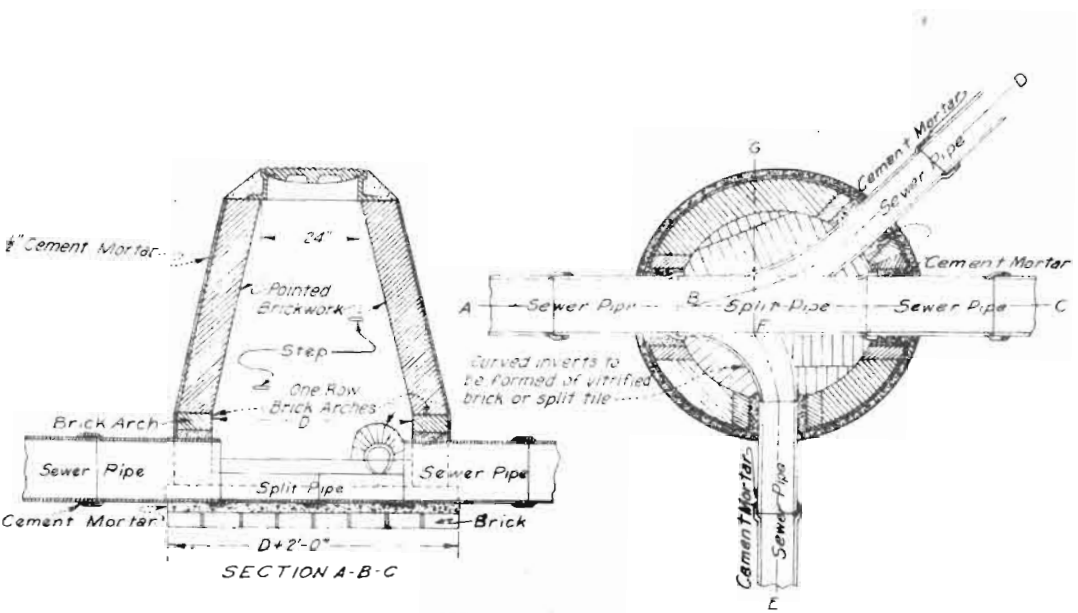 ½" Cement Mortar
24"
Pointed
Brickwork
Step
One Row
Brick Arches
D
Brick Arch
Sewer Pipe
Sewer Pipe
Split Pipe
Cement Mortar
Brick
D+2'-0"
SECTION A-B-C
G
D
Cement Mortar
Sewer Pipe
Cement Mortar
A
Sewer Pipe
B
Split Pipe
Sewer Pipe
C
F
Curved inverts to
be formed of vitrified
brick or split tile
Cement Mortar
Sewer Pipe
E